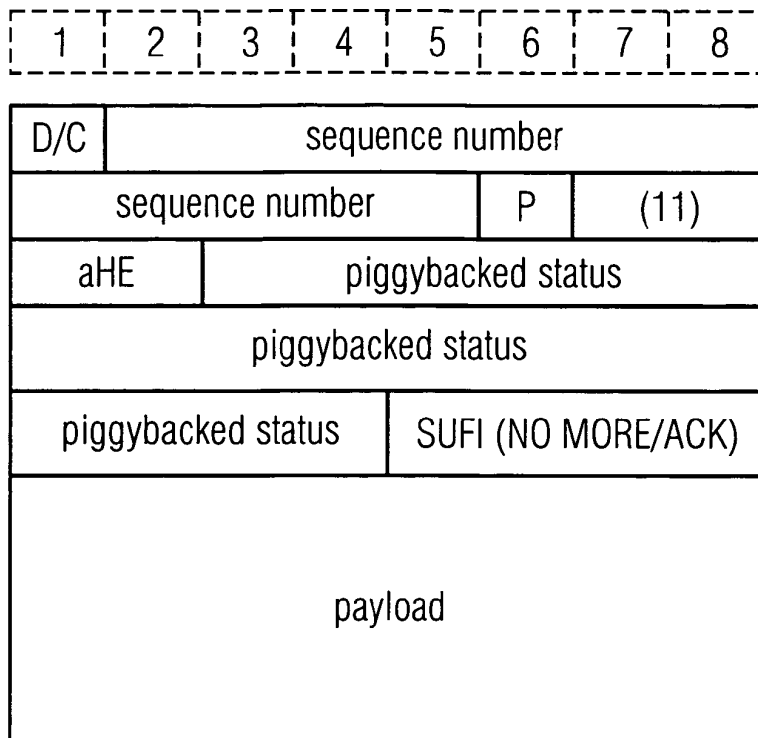 1 2 3 4 5 6 7 8
D/C sequence number
sequence number P (11)
aHE piggybacked status
piggybacked status
piggybacked status SUFI (NO MORE/ACK)
payload